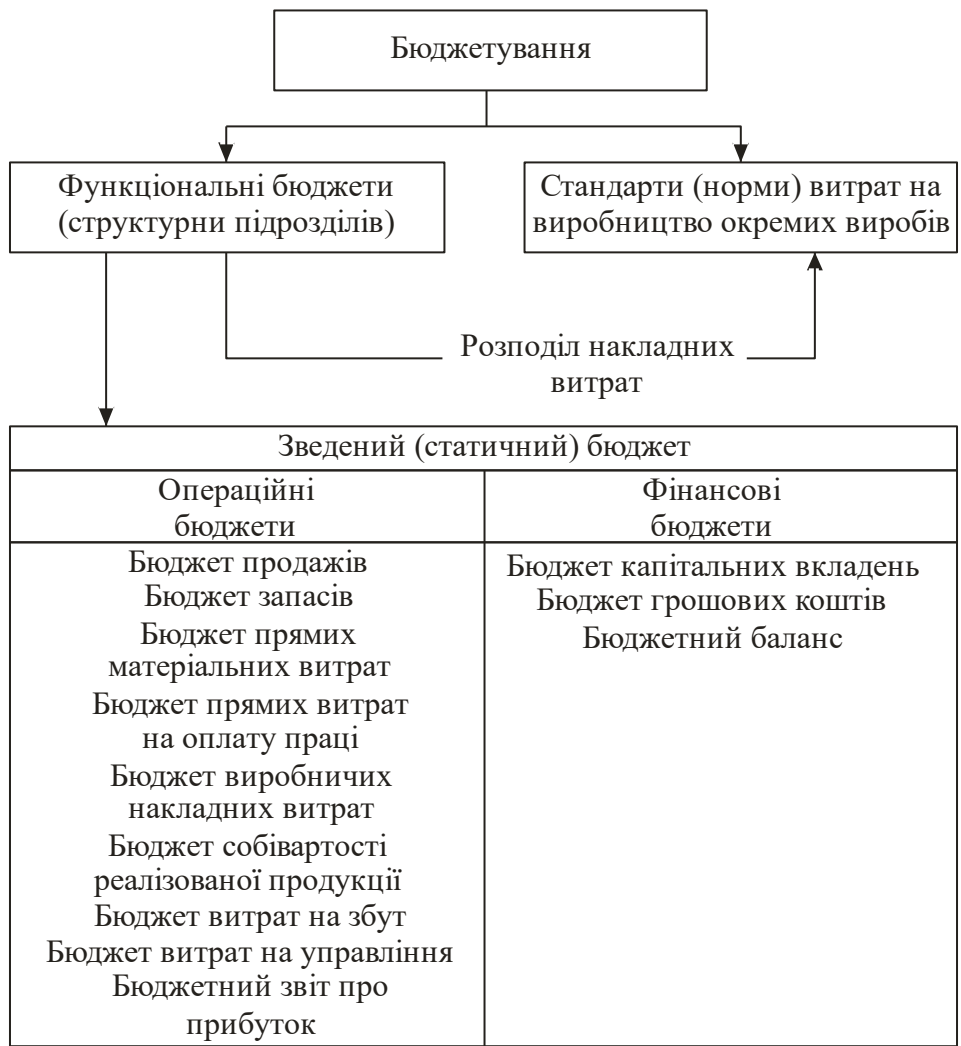 Бюджетування
Функціональні бюджети
(структурни підрозділів)
Стандарти (норми) витрат на
виробництво окремих виробів
Розподіл накладних
витрат
Зведений (статичний) бюджет
Операційні
бюджети
Фінансові
бюджети
Бюджет продажів
Бюджет запасів
Бюджет прямих
матеріальних витрат
Бюджет прямих витрат
на оплату праці
Бюджет виробничих
накладних витрат
Бюджет собівартості
реалізованої продукції
Бюджет витрат на збут
Бюджет витрат на управління
Бюджетний звіт про
прибуток
Бюджет капітальних вкладень
Бюджет грошових коштів
Бюджетний баланс